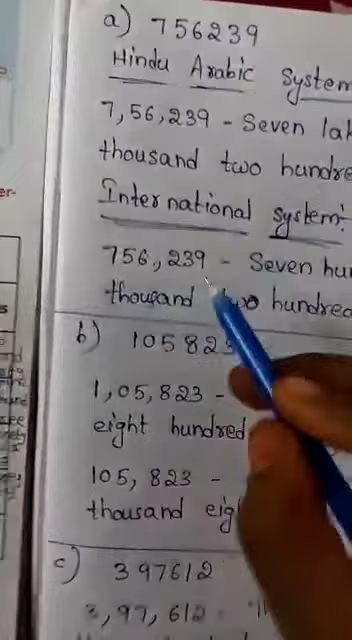 a) 756239
Hindu Arabic System
7,56,239 - Seven lak
thousand two hundre
International system:
756,239 - Seven hu
thousand two hundred
b) 105823
1,05,823 -
eight hundred
105,823 -
thousand eig
c) 397612
3,97,612